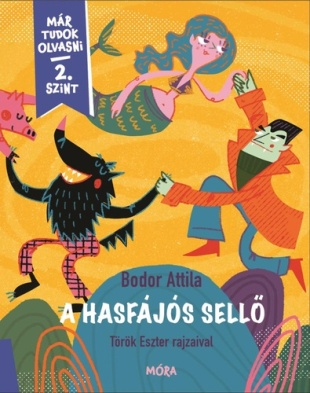 MÁR
TUDOK
OLVASNI
2.
SZINT
Bodor Attila
A HASFÁJÓS SELLŐ
Török Eszter rajzaival
MÓRA